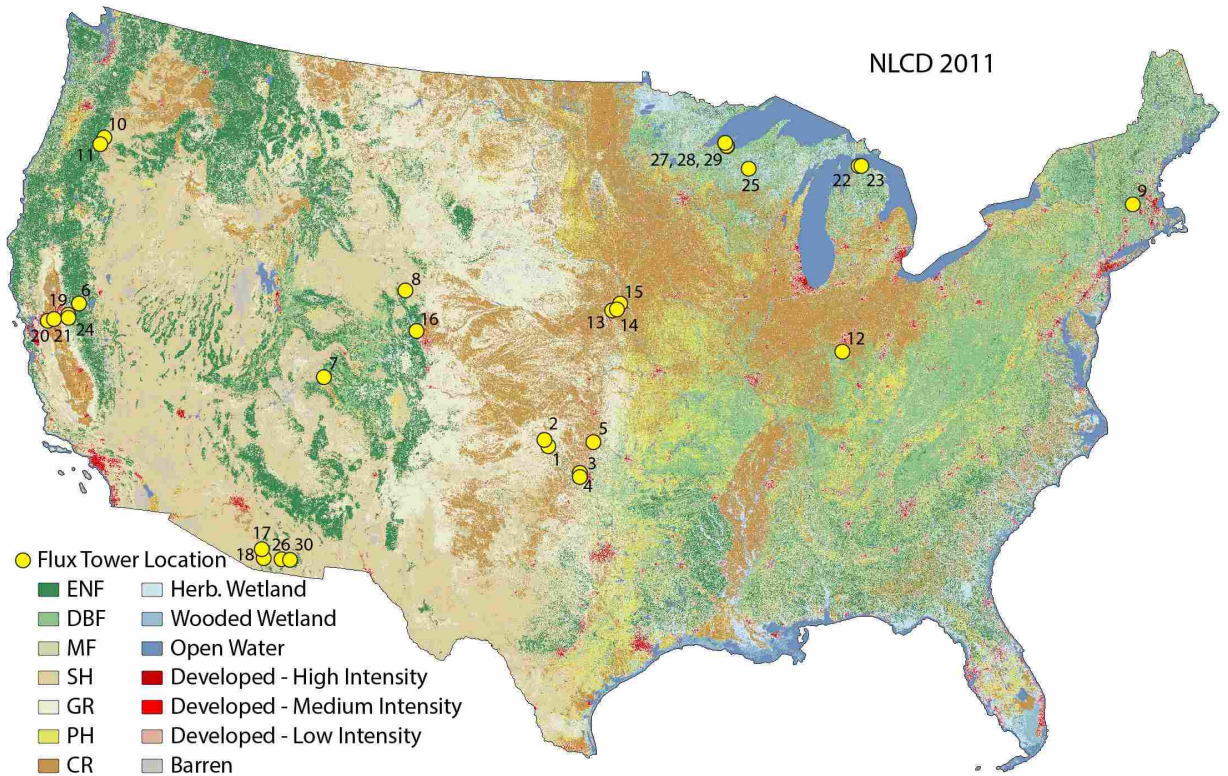 NLCD 2011
10
11
27, 28, 29
25
22
23
9
8
6
19
20
21
24
16
15
13
14
12
7
2
5
1
3
4
17
26
30
18
Flux Tower Location
ENF
Herb. Wetland
DBF
Wooded Wetland
MF
Open Water
SH
Developed - High Intensity
GR
Developed - Medium Intensity
PH
Developed - Low Intensity
CR
Barren